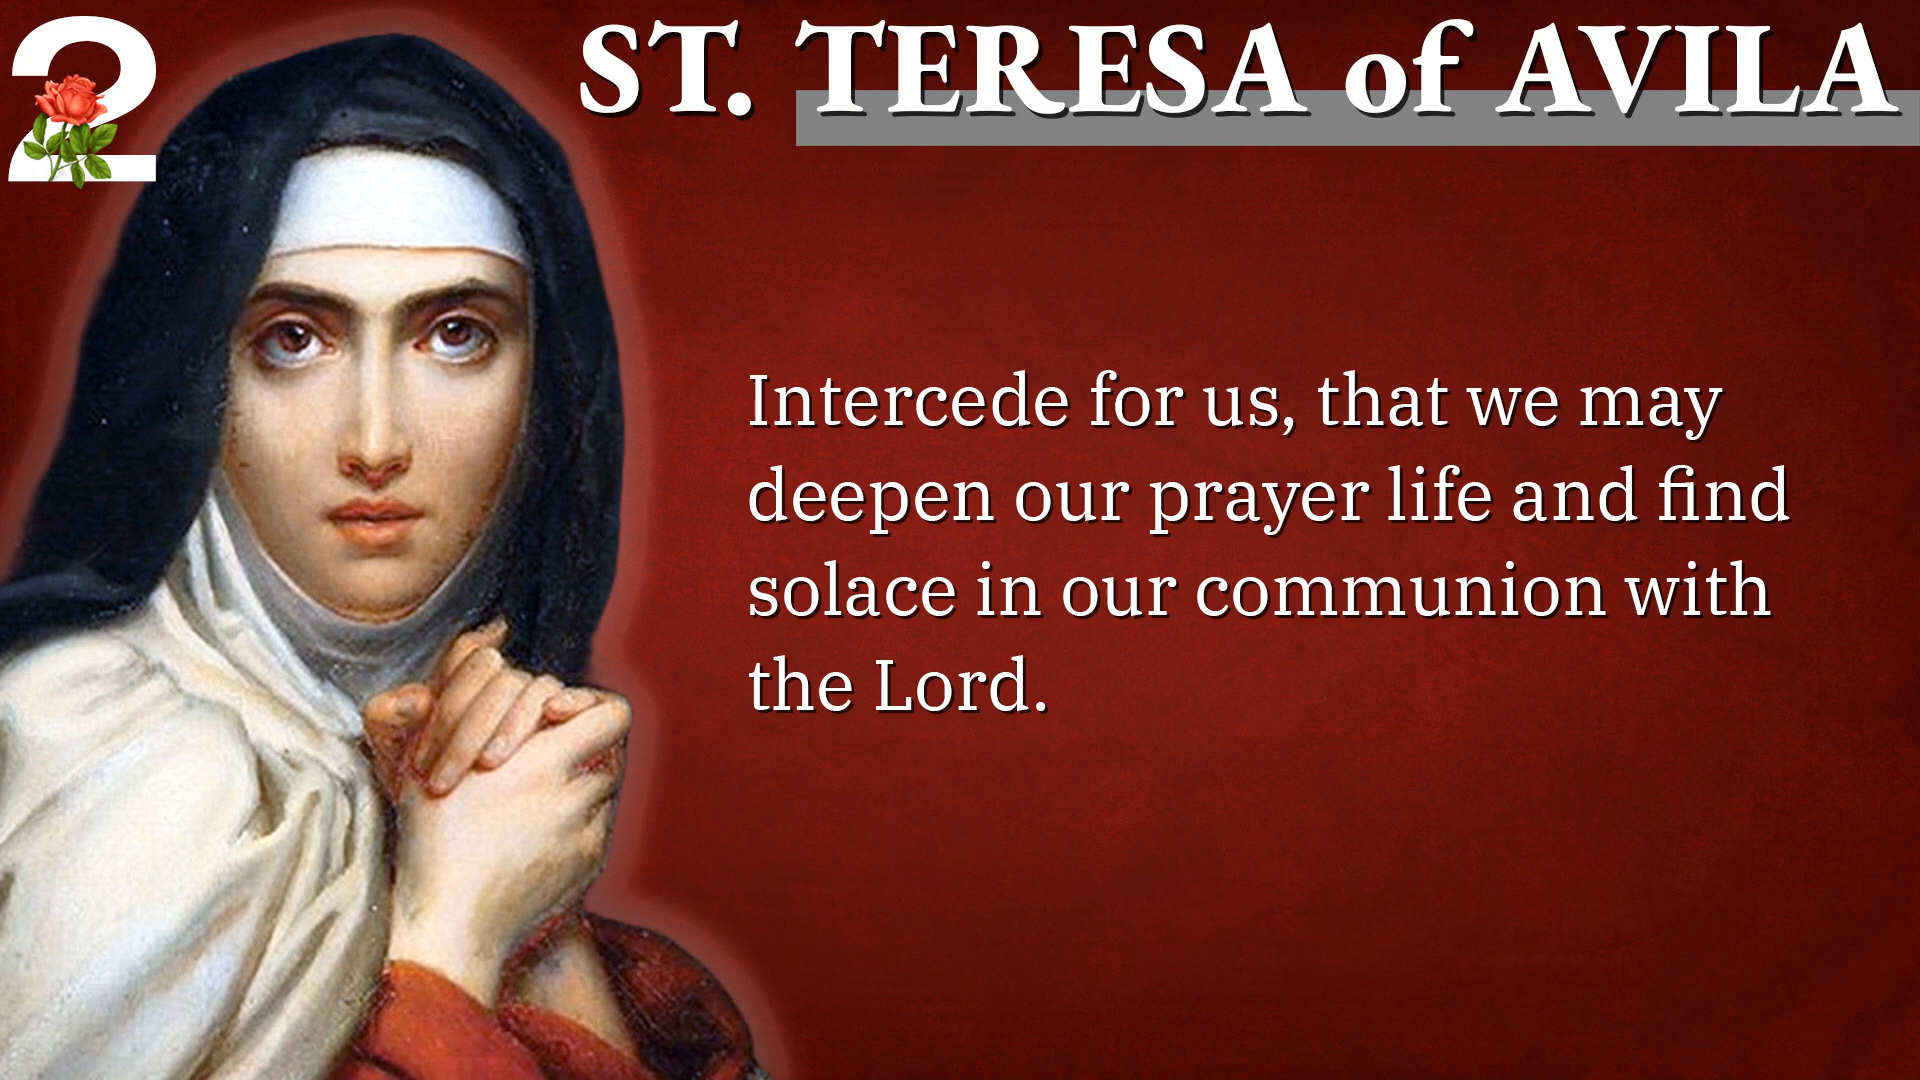 2
ST. TERESA of AVILA
Intercede for us, that we may
deepen our prayer life and find
solace in our communion with
the Lord.